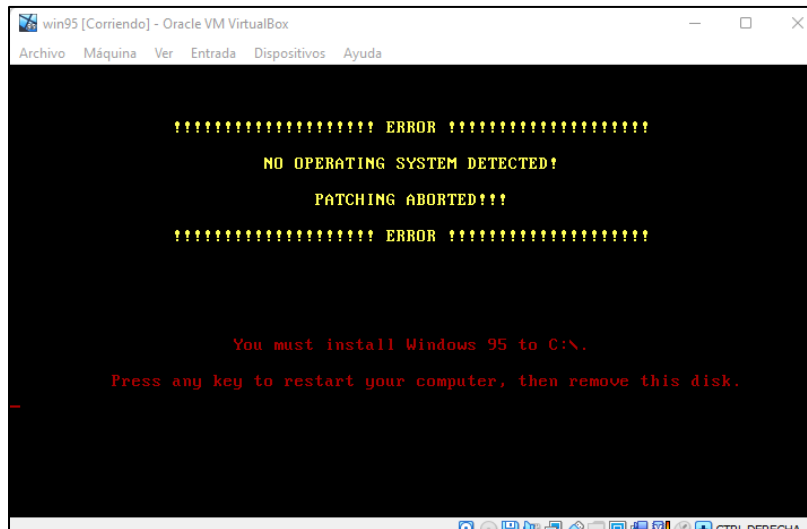 win95 [Corriendo] - Oracle VM VirtualBox
Archivo Máquina Ver Entrada Dispositivos Ayuda
!!!!!!!!!!!!!!!!!!!! ERROR !!!!!!!!!!!!!!!!!!!!
NO OPERATING SYSTEM DETECTED!
PATCHING ABORTED!!!
!!!!!!!!!!!!!!!!!!!! ERROR !!!!!!!!!!!!!!!!!!!!
You must install Windows 95 to C:\.
Press any key to restart your computer, then remove this disk.
CTRL DERECHA